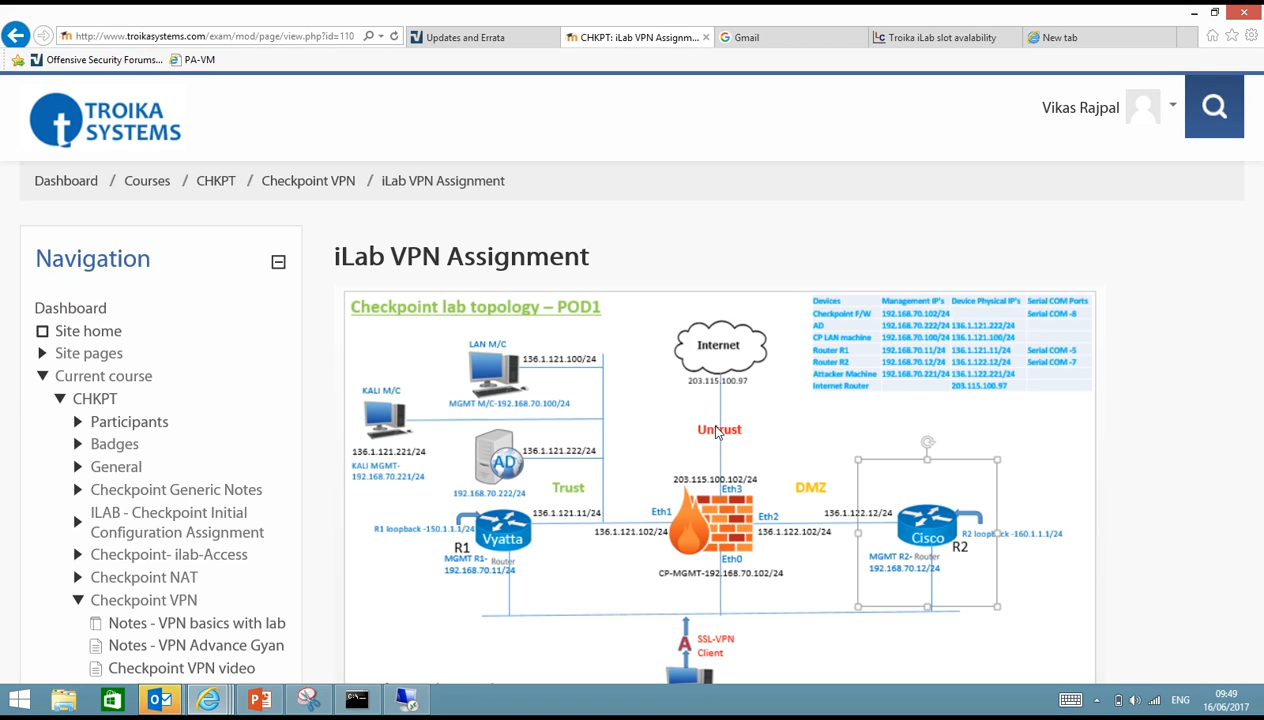 http://www.troikasystems.com/exam/mod/page/view.php?id=110
Updates and Errata
CHKPT: iLab VPN Assignm...
Gmail
Troika iLab slot avalability
New tab
Offensive Security Forums...
PA-VM
TROIKA
SYSTEMS
Vikas Rajpal
Dashboard / Courses / CHKPT / Checkpoint VPN / iLab VPN Assignment
Navigation
Dashboard
Site home
Site pages
Current course
CHKPT
Participants
Badges
General
Checkpoint Generic Notes
ILAB - Checkpoint Initial
Configuration Assignment
Checkpoint- ilab-Access
Checkpoint NAT
Checkpoint VPN
Notes - VPN basics with lab
Notes - VPN Advance Gyan
Checkpoint VPN video
iLab VPN Assignment
Checkpoint lab topology – POD1
Devices Management IP's Device Physical IP's Serial COM Ports
Checkpoint F/W 192.168.70.102/24 Serial COM -8
AD 192.168.70.222/24 136.1.121.222/24
CP LAN machine 192.168.70.100/24 136.1.121.100/24
Router R1 192.168.70.11/24 136.1.121.11/24 Serial COM -5
Router R2 192.168.70.12/24 136.1.122.12/24 Serial COM -7
Attacker Machine 192.168.70.221/24 136.1.122.221/24
Internet Router 203.115.100.97
LAN M/C
136.1.121.100/24
MGMT M/C-192.168.70.100/24
KALI M/C
136.1.121.221/24
KALI MGMT-
192.168.70.221/24
AD
136.1.121.222/24
192.168.70.222/24
Internet
203.115.100.97
Untrust
Trust
DMZ
203.115.100.102/24
Eth3
Eth1
Eth2
136.1.121.11/24
136.1.121.102/24
136.1.122.102/24
136.1.122.12/24
Eth0
CP-MGMT-192.168.70.102/24
R1 loopback -150.1.1.1/24
Vyatta
R1
MGMT R1- Router
192.168.70.11/24
Cisco
R2
R2 loopback -160.1.1.1/24
MGMT R2- Router
192.168.70.12/24
A
SSL-VPN
Client
ENG
09:49
16/06/2017